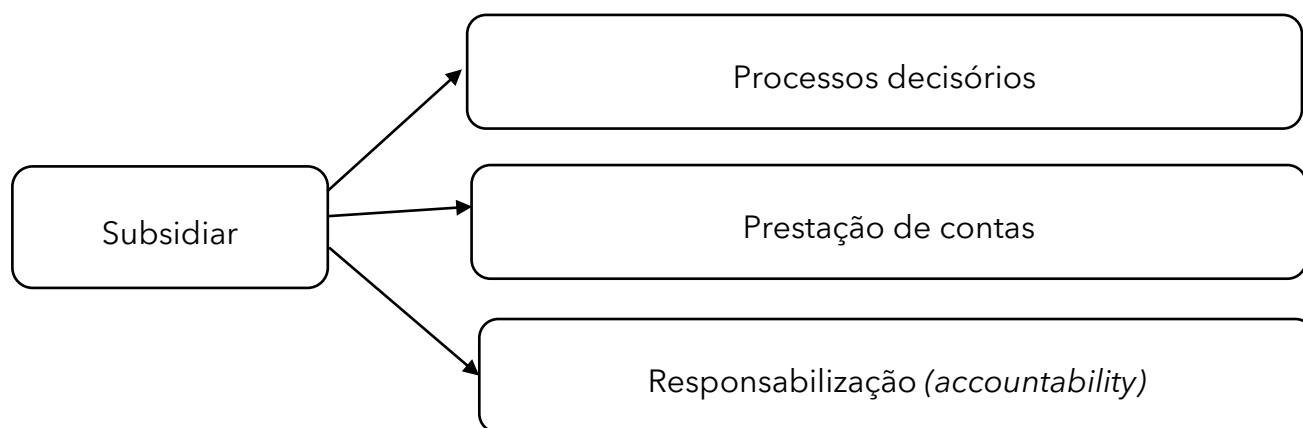 Processos decisórios
Subsidiar
Prestação de contas
Responsabilização (accountability)